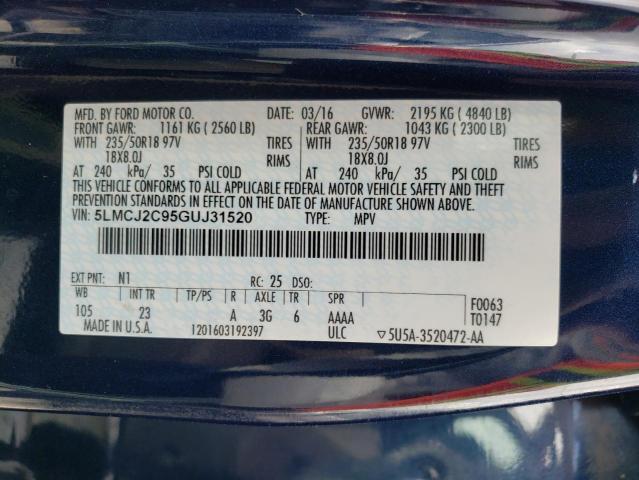 MFD. BY FORD MOTOR CO. DATE: 03/16 GVWR: 2195 KG ( 4840 LB)
FRONT GAWR: 1161 KG ( 2560 LB) REAR GAWR: 1043 KG ( 2300 LB)
WITH 235/50R18 97V TIRES WITH 235/50R18 97V TIRES
18X8.0J RIMS 18X8.0J RIMS
AT 240 kPa/ 35 PSI COLD AT 240 kPa/ 35 PSI COLD
THIS VEHICLE CONFORMS TO ALL APPLICABLE FEDERAL MOTOR VEHICLE SAFETY AND THEFT
PREVENTION STANDARDS IN EFFECT ON THE DATE OF MANUFACTURE SHOWN ABOVE.
VIN: 5LMCJ2C95GUJ31520 TYPE: MPV
EXT PNT: N1 RC: 25 DSO:
WB INT TR TP/PS R AXLE TR SPR F0063
105 23 A 3G 6 AAAA T0147
MADE IN U.S.A. 1201603192397 ULC ▽5U5A-3520472-AA